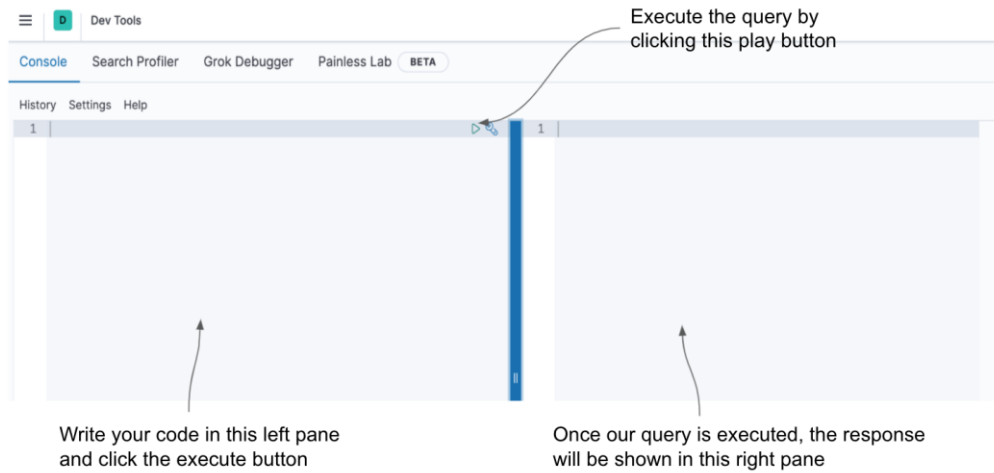 D Dev Tools
Execute the query by
clicking this play button
Console Search Profiler Grok Debugger Painless Lab BETA
History Settings Help
1 1
Write your code in this left pane
and click the execute button
Once our query is executed, the response
will be shown in this right pane